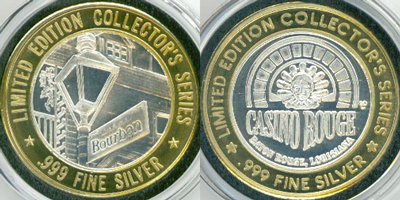 LIMITED EDITION COLLECTOR'S SERIES
Bourbon
.999 FINE SILVER
LIMITED EDITION COLLECTOR'S SERIES
CASINO ROUGE
BATON ROUGE, LOUISIANA
.999 FINE SILVER